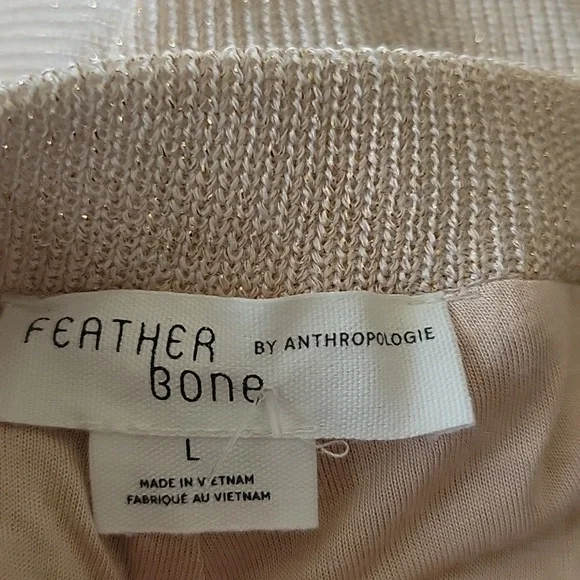 FEATHER BY ANTHROPOLOGIE
Bone
L
MADE IN VIETNAM
FABRIQUÉ AU VIETNAM